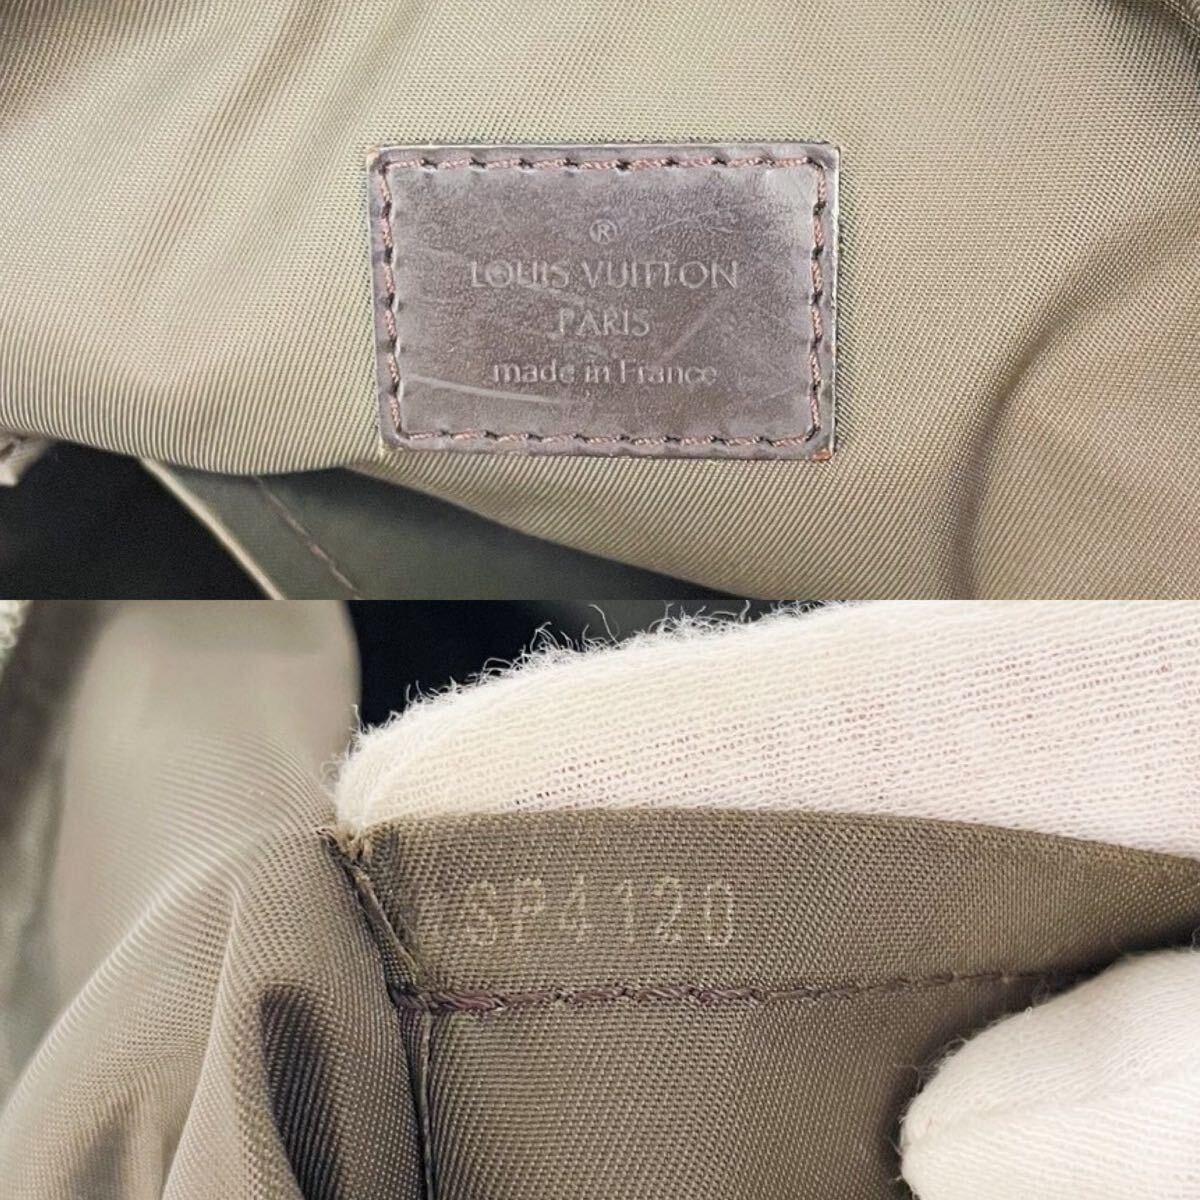 ®
LOUIS VUITTON
PARIS
made in France
SP4120